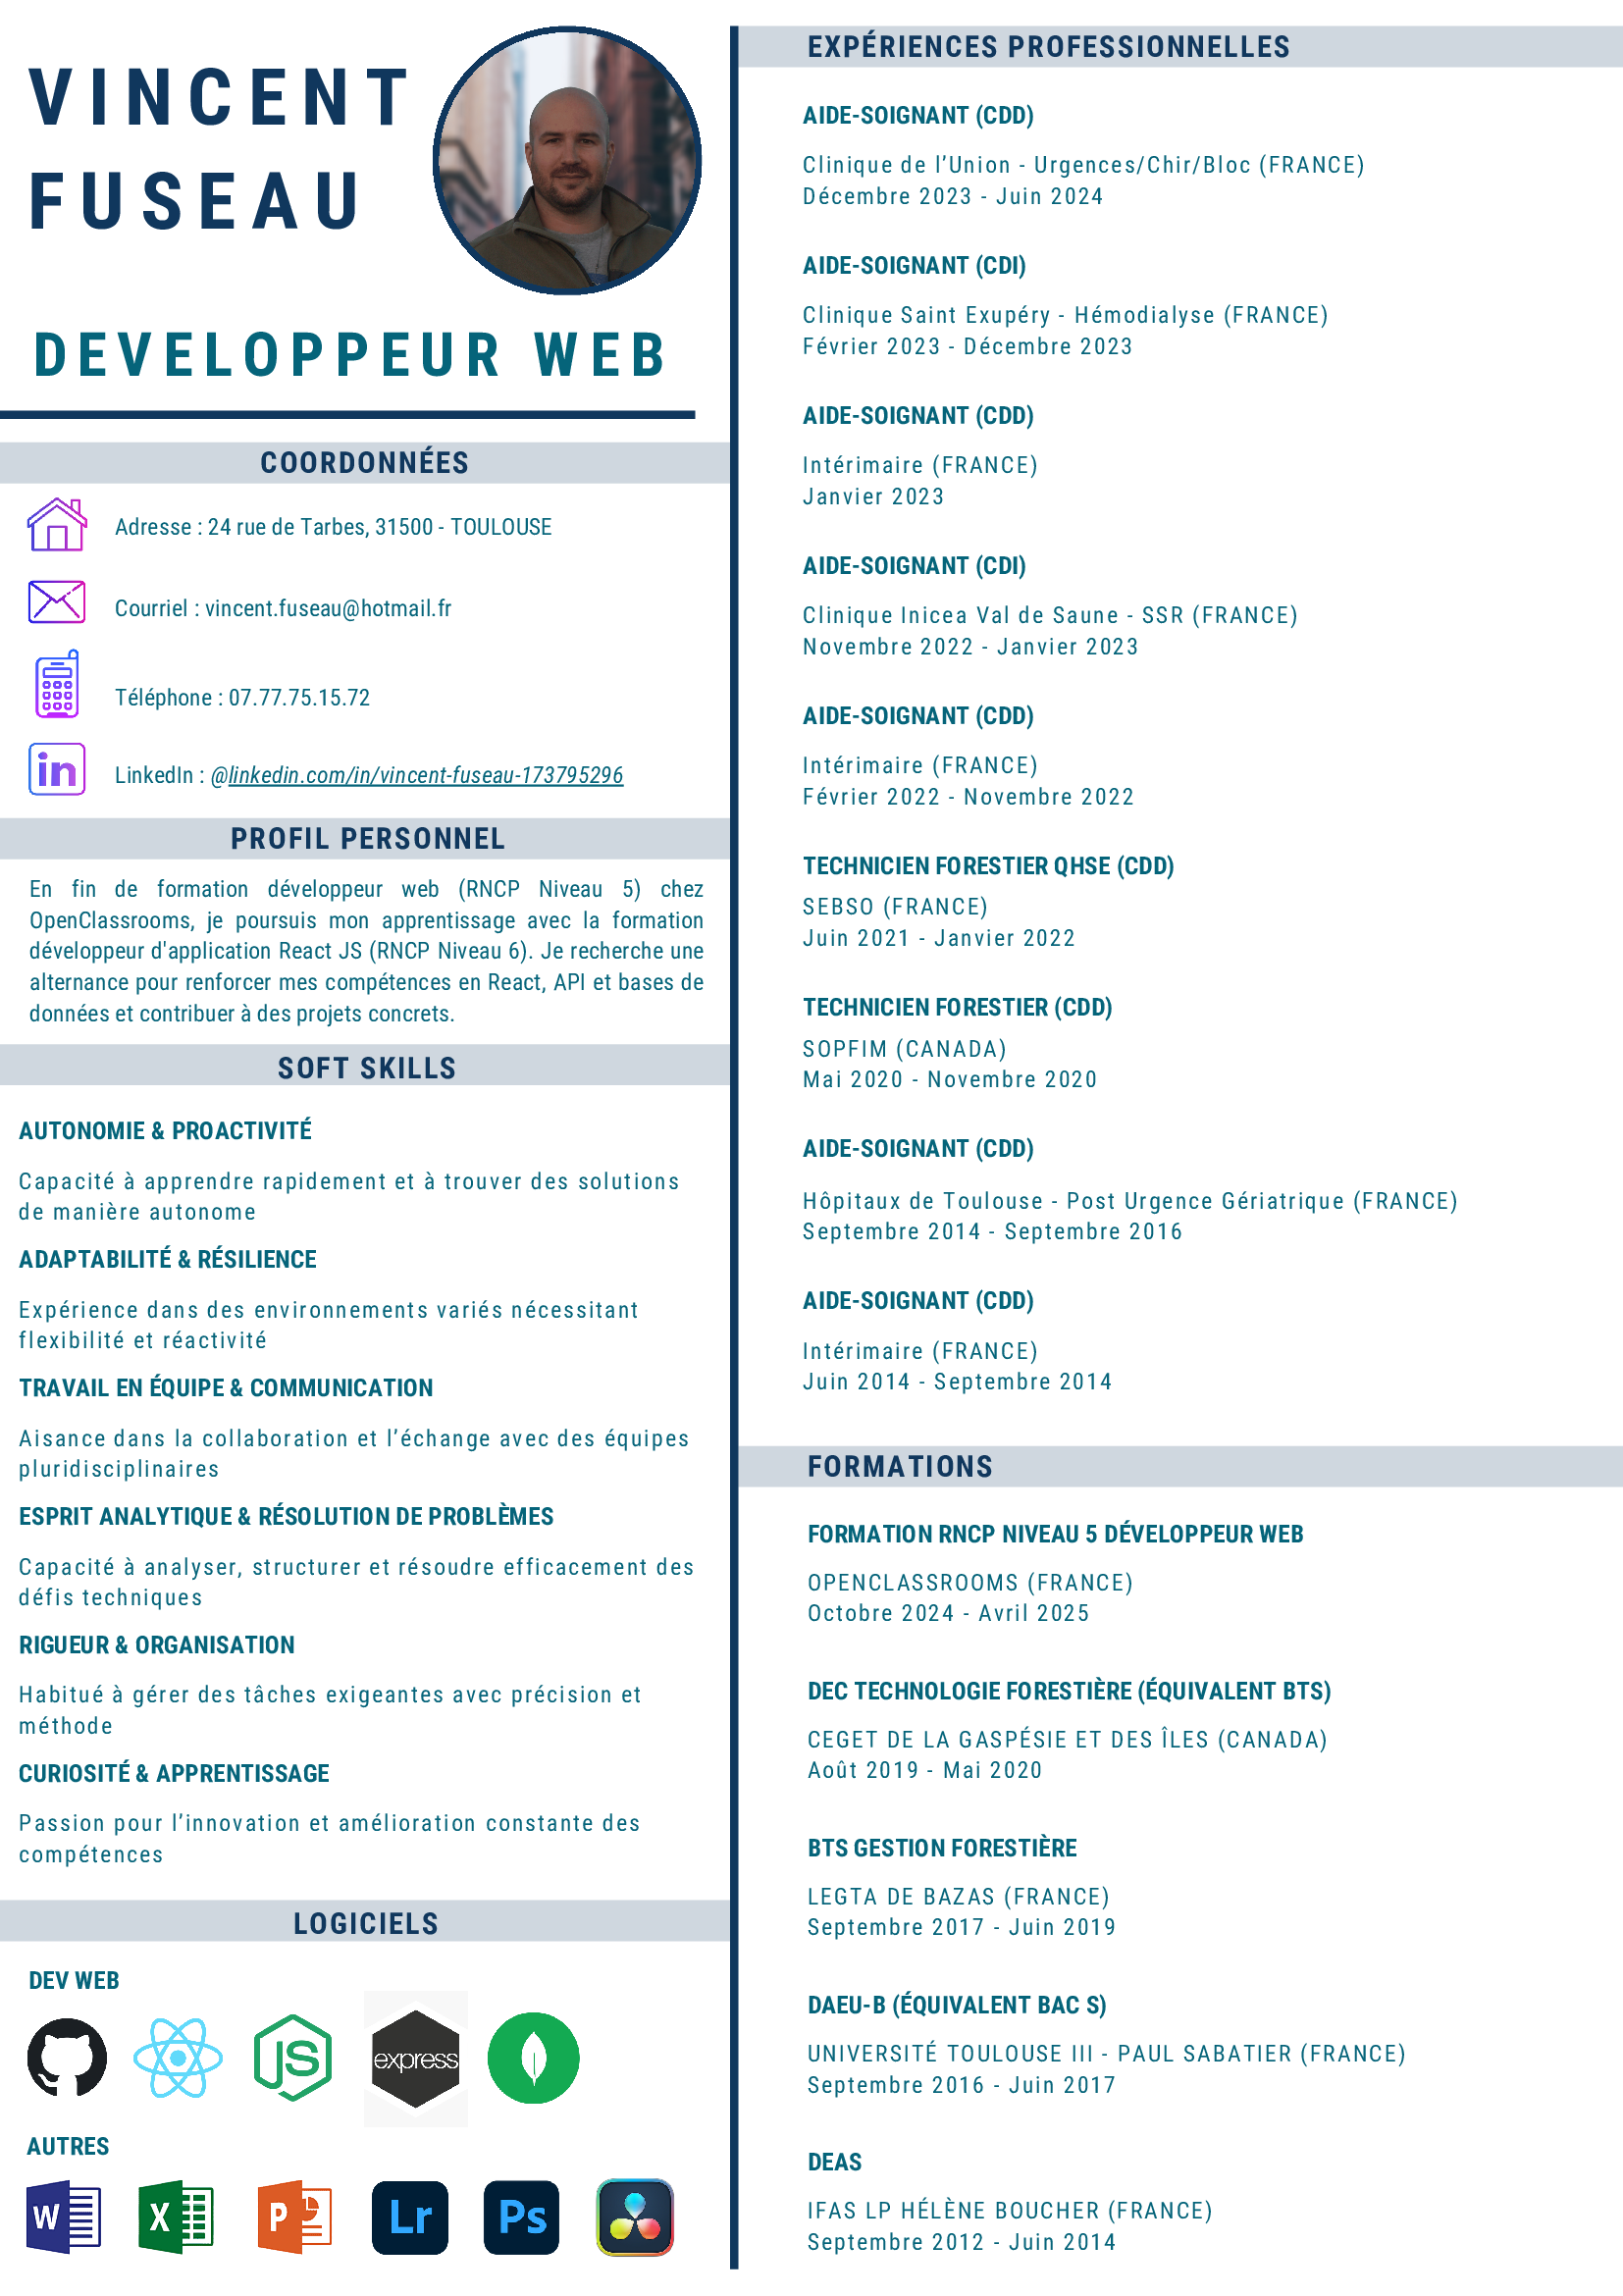 VINCENT
FUSEAU
DEVELOPPEUR WEB
COORDONNÉES
Adresse : 24 rue de Tarbes, 31500 - TOULOUSE
Courriel : vincent.fuseau@hotmail.fr
Téléphone : 07.77.75.15.72
in
LinkedIn : @linkedin.com/in/vincent-fuseau-173795296
PROFIL PERSONNEL
En fin de formation développeur web (RNCP Niveau 5) chez
OpenClassrooms, je poursuis mon apprentissage avec la formation
développeur d'application React JS (RNCP Niveau 6). Je recherche une
alternance pour renforcer mes compétences en React, API et bases de
données et contribuer à des projets concrets.
SOFT SKILLS
AUTONOMIE & PROACTIVITÉ
Capacité à apprendre rapidement et à trouver des solutions
de manière autonome
ADAPTABILITÉ & RÉSILIENCE
Expérience dans des environnements variés nécessitant
flexibilité et réactivité
TRAVAIL EN ÉQUIPE & COMMUNICATION
Aisance dans la collaboration et l’échange avec des équipes
pluridisciplinaires
ESPRIT ANALYTIQUE & RÉSOLUTION DE PROBLÈMES
Capacité à analyser, structurer et résoudre efficacement des
défis techniques
RIGUEUR & ORGANISATION
Habitué à gérer des tâches exigeantes avec précision et
méthode
CURIOSITÉ & APPRENTISSAGE
Passion pour l’innovation et amélioration constante des
compétences
LOGICIELS
DEV WEB
JS express
AUTRES
W X P Lr Ps
EXPÉRIENCES PROFESSIONNELLES
AIDE-SOIGNANT (CDD)
Clinique de l’Union - Urgences/Chir/Bloc (FRANCE)
Décembre 2023 - Juin 2024
AIDE-SOIGNANT (CDI)
Clinique Saint Exupéry - Hémodialyse (FRANCE)
Février 2023 - Décembre 2023
AIDE-SOIGNANT (CDD)
Intérimaire (FRANCE)
Janvier 2023
AIDE-SOIGNANT (CDI)
Clinique Inicea Val de Saune - SSR (FRANCE)
Novembre 2022 - Janvier 2023
AIDE-SOIGNANT (CDD)
Intérimaire (FRANCE)
Février 2022 - Novembre 2022
TECHNICIEN FORESTIER QHSE (CDD)
SEBSO (FRANCE)
Juin 2021 - Janvier 2022
TECHNICIEN FORESTIER (CDD)
SOPFIM (CANADA)
Mai 2020 - Novembre 2020
AIDE-SOIGNANT (CDD)
Hôpitaux de Toulouse - Post Urgence Gériatrique (FRANCE)
Septembre 2014 - Septembre 2016
AIDE-SOIGNANT (CDD)
Intérimaire (FRANCE)
Juin 2014 - Septembre 2014
FORMATIONS
FORMATION RNCP NIVEAU 5 DÉVELOPPEUR WEB
OPENCLASSROOMS (FRANCE)
Octobre 2024 - Avril 2025
DEC TECHNOLOGIE FORESTIÈRE (ÉQUIVALENT BTS)
CEGET DE LA GASPÉSIE ET DES ÎLES (CANADA)
Août 2019 - Mai 2020
BTS GESTION FORESTIÈRE
LEGTA DE BAZAS (FRANCE)
Septembre 2017 - Juin 2019
DAEU-B (ÉQUIVALENT BAC S)
UNIVERSITÉ TOULOUSE III - PAUL SABATIER (FRANCE)
Septembre 2016 - Juin 2017
DEAS
IFAS LP HÉLÈNE BOUCHER (FRANCE)
Septembre 2012 - Juin 2014